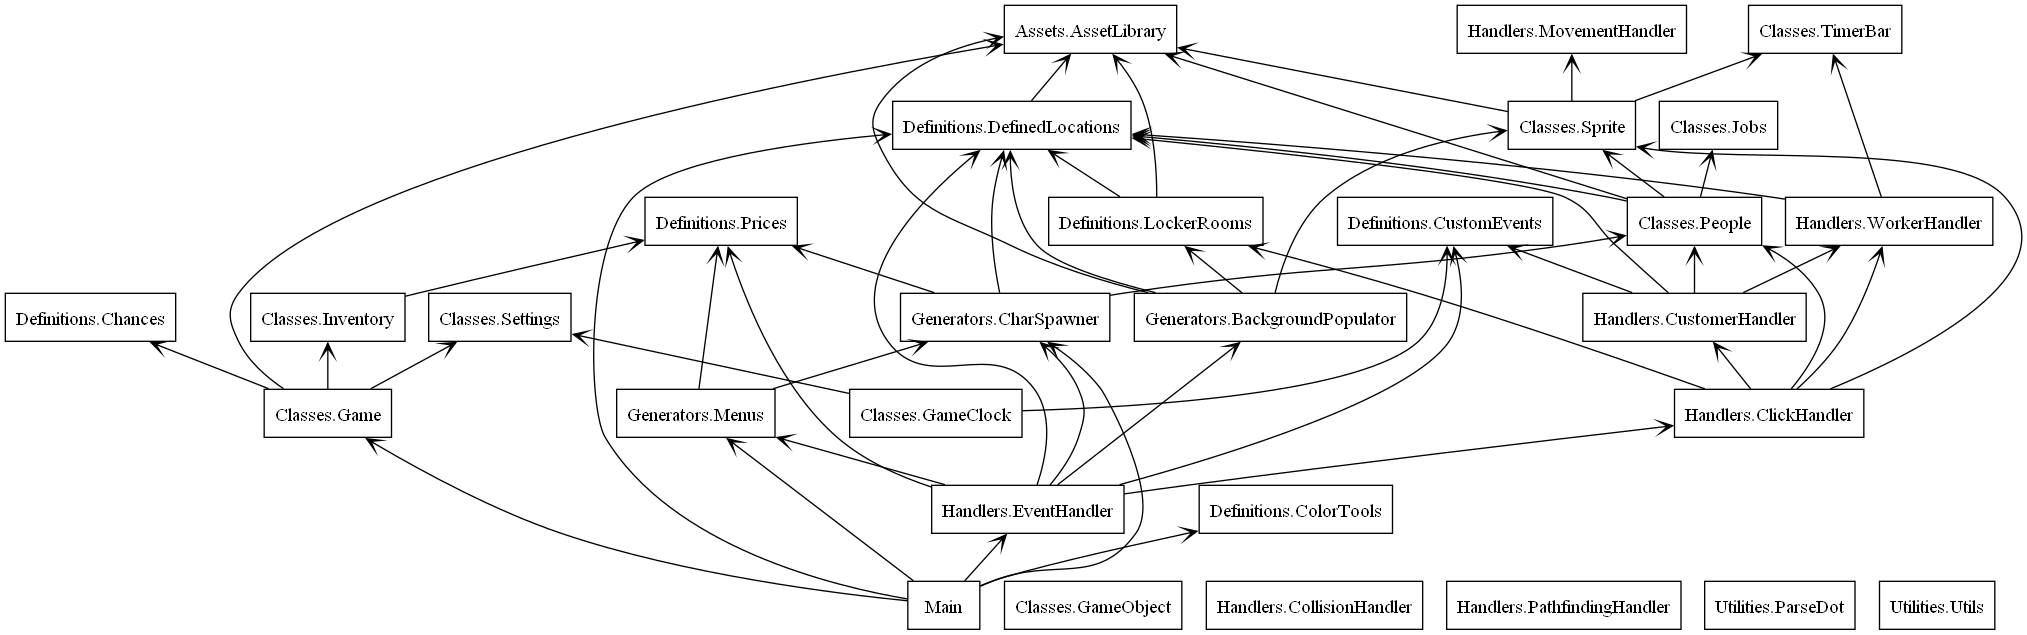 Assets.AssetLibrary
Handlers.MovementHandler
Classes.TimerBar
Definitions.DefinedLocations
Classes.Sprite
Classes.Jobs
Definitions.Prices
Definitions.LockerRooms
Definitions.CustomEvents
Classes.People
Handlers.WorkerHandler
Definitions.Chances
Classes.Inventory
Classes.Settings
Generators.CharSpawner
Generators.BackgroundPopulator
Handlers.CustomerHandler
Classes.Game
Generators.Menus
Classes.GameClock
Handlers.ClickHandler
Handlers.EventHandler
Definitions.ColorTools
Main
Classes.GameObject
Handlers.CollisionHandler
Handlers.PathfindingHandler
Utilities.ParseDot
Utilities.Utils